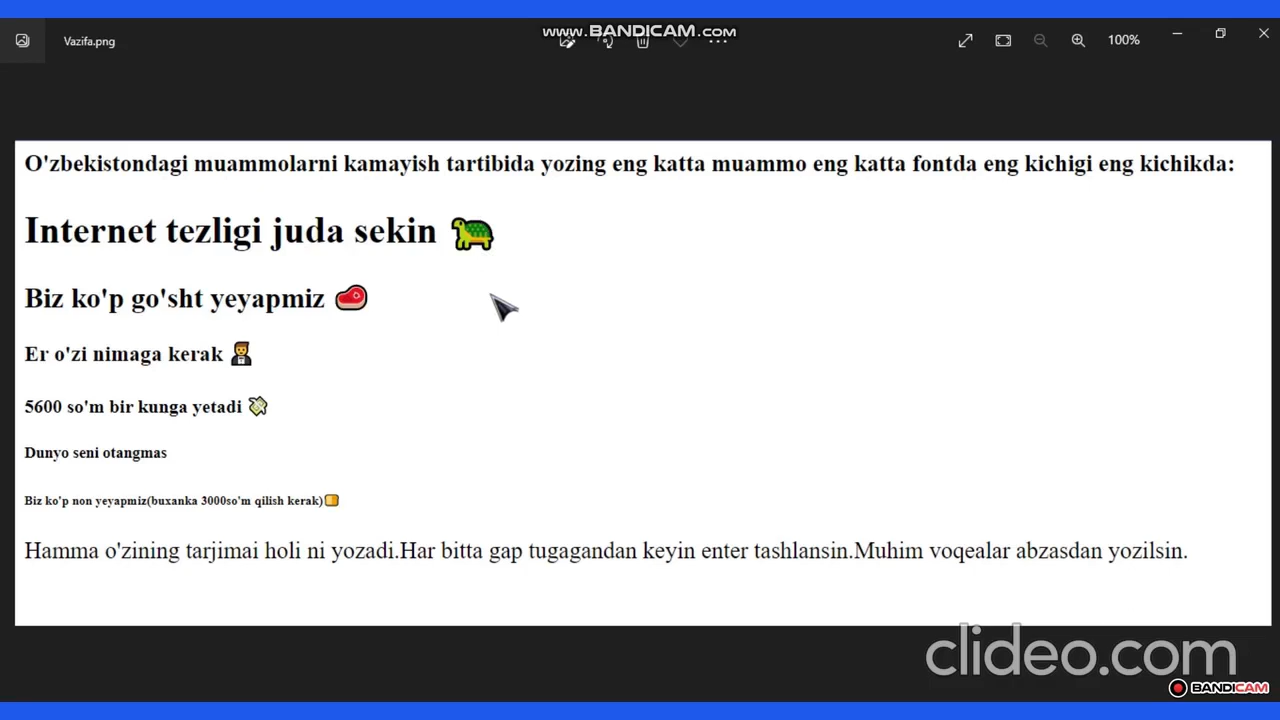 www.BANDICAM.com
Vazifa.png
100%
O'zbekistondagi muammolarni kamayish tartibida yozing eng katta muammo eng katta fontda eng kichigi eng kichikda:
Internet tezligi juda sekin 🐢
Biz ko'p go'sht yeyapmiz 🥩
Er o'zi nimaga kerak 🤵
5600 so'm bir kunga yetadi 💸
Dunyo seni otangmas
Biz ko'p non yeyapmiz(buxanka 3000so'm qilish kerak)🍞
Hamma o'zining tarjimai holi ni yozadi.Har bitta gap tugagandan keyin enter tashlansin.Muhim voqealar abzasdan yozilsin.
clideo.com
BANDICAM